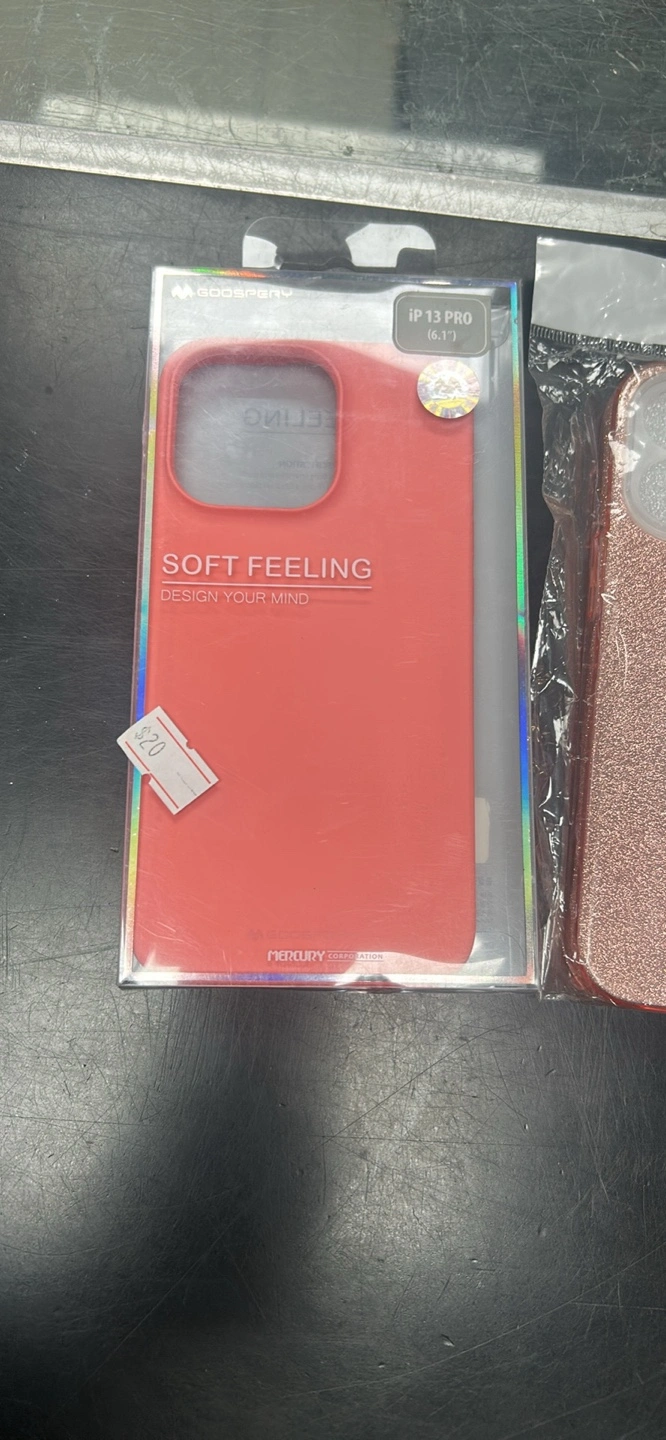 GOOSPERY
iP 13 PRO
(6.1")
SOFT FEELING
DESIGN YOUR MIND
$20
MERCURY CORPORATION